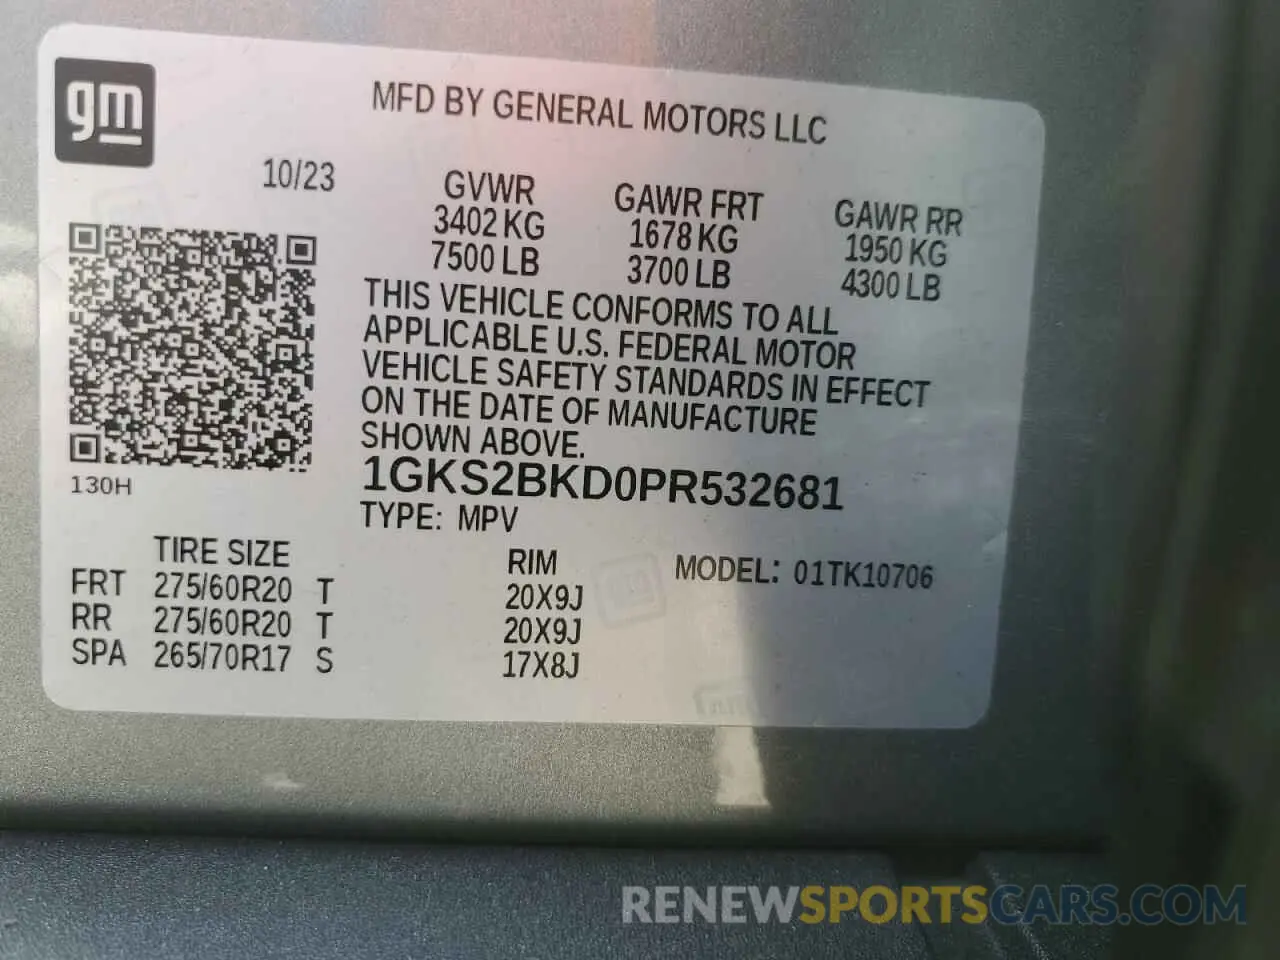 gm
MFD BY GENERAL MOTORS LLC
10/23
GVWR GAWR FRT GAWR RR
3402 KG 1678 KG 1950 KG
7500 LB 3700 LB 4300 LB
THIS VEHICLE CONFORMS TO ALL
APPLICABLE U.S. FEDERAL MOTOR
VEHICLE SAFETY STANDARDS IN EFFECT
ON THE DATE OF MANUFACTURE
SHOWN ABOVE.
1GKS2BKD0PR532681
130H
TYPE: MPV
TIRE SIZE RIM MODEL: 01TK10706
FRT 275/60R20 T 20X9J
RR 275/60R20 T 20X9J
SPA 265/70R17 S 17X8J
RENEWSPORTSCARS.COM